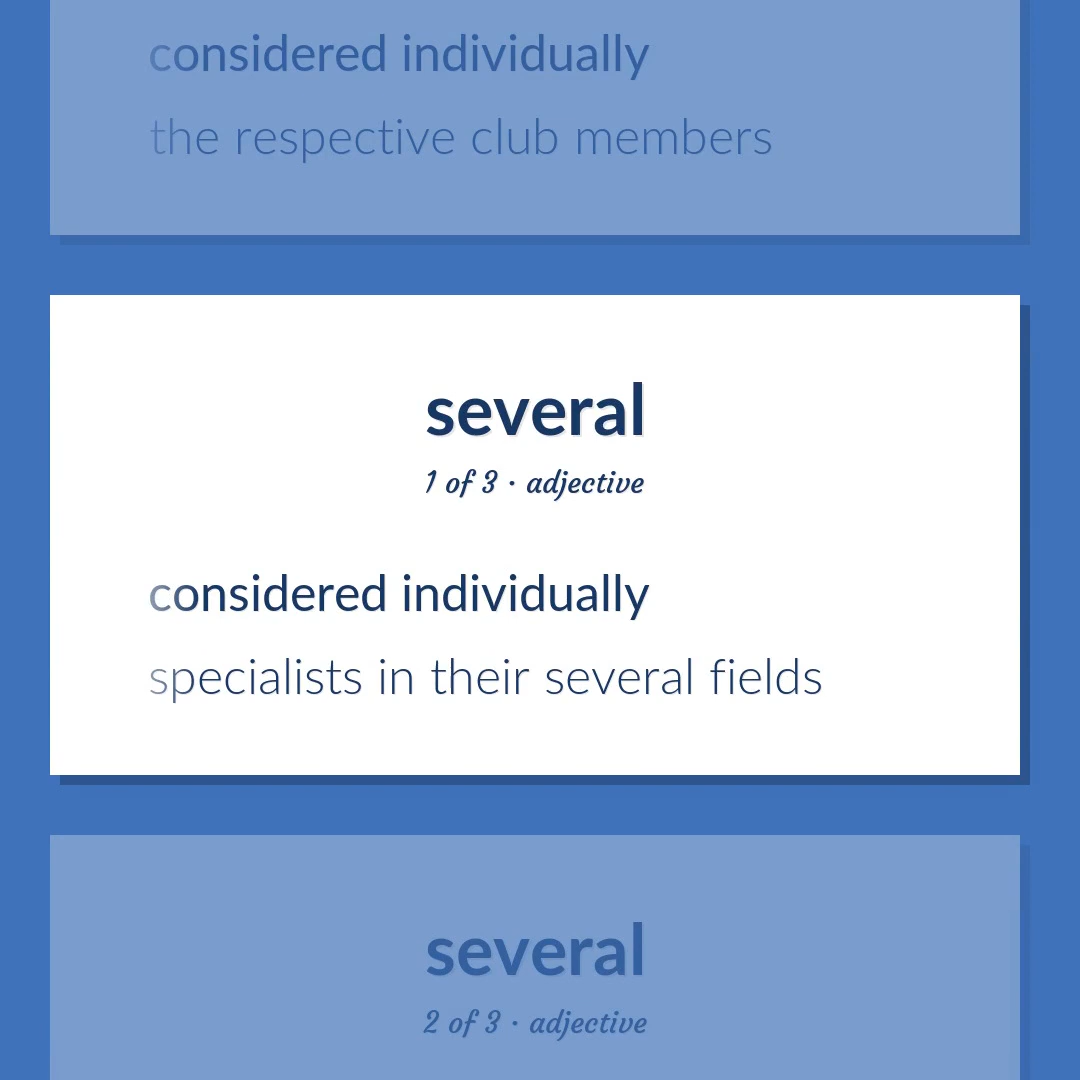 considered individually
the respective club members
several
1 of 3 · adjective
considered individually
specialists in their several fields
several
2 of 3 · adjective